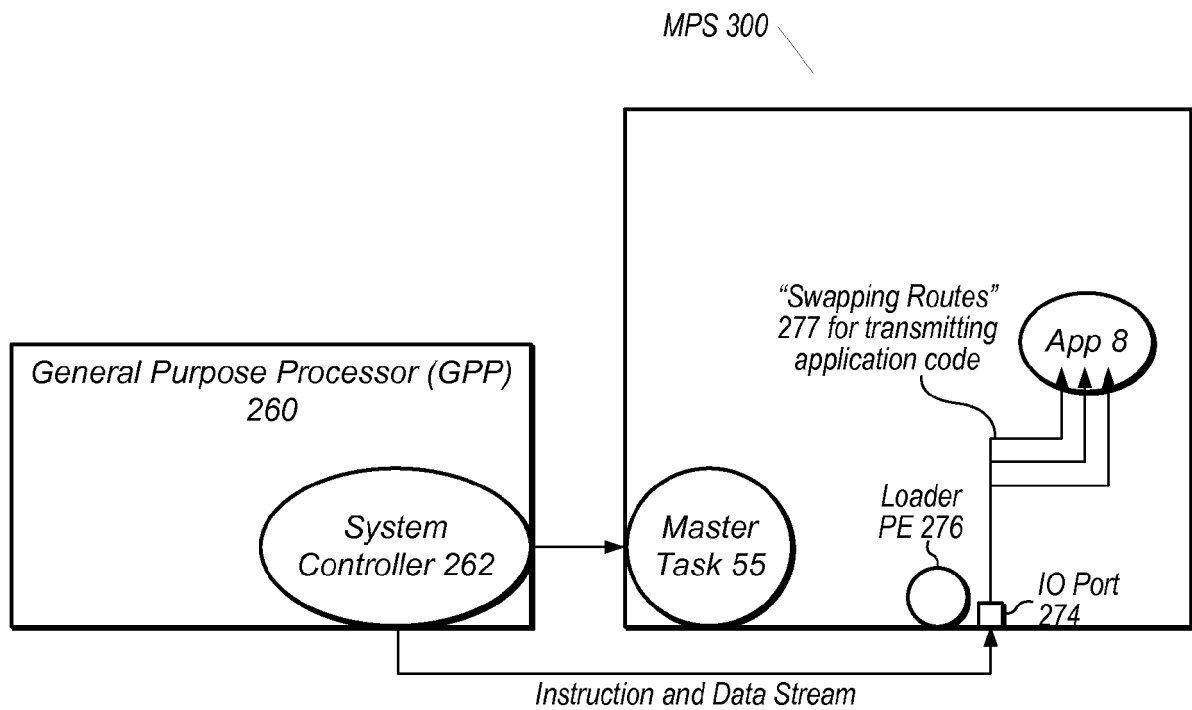 MPS 300
“Swapping Routes”
277 for transmitting
application code
App 8
General Purpose Processor (GPP)
260
System
Controller 262
Master
Task 55
Loader
PE 276
IO Port
274
Instruction and Data Stream